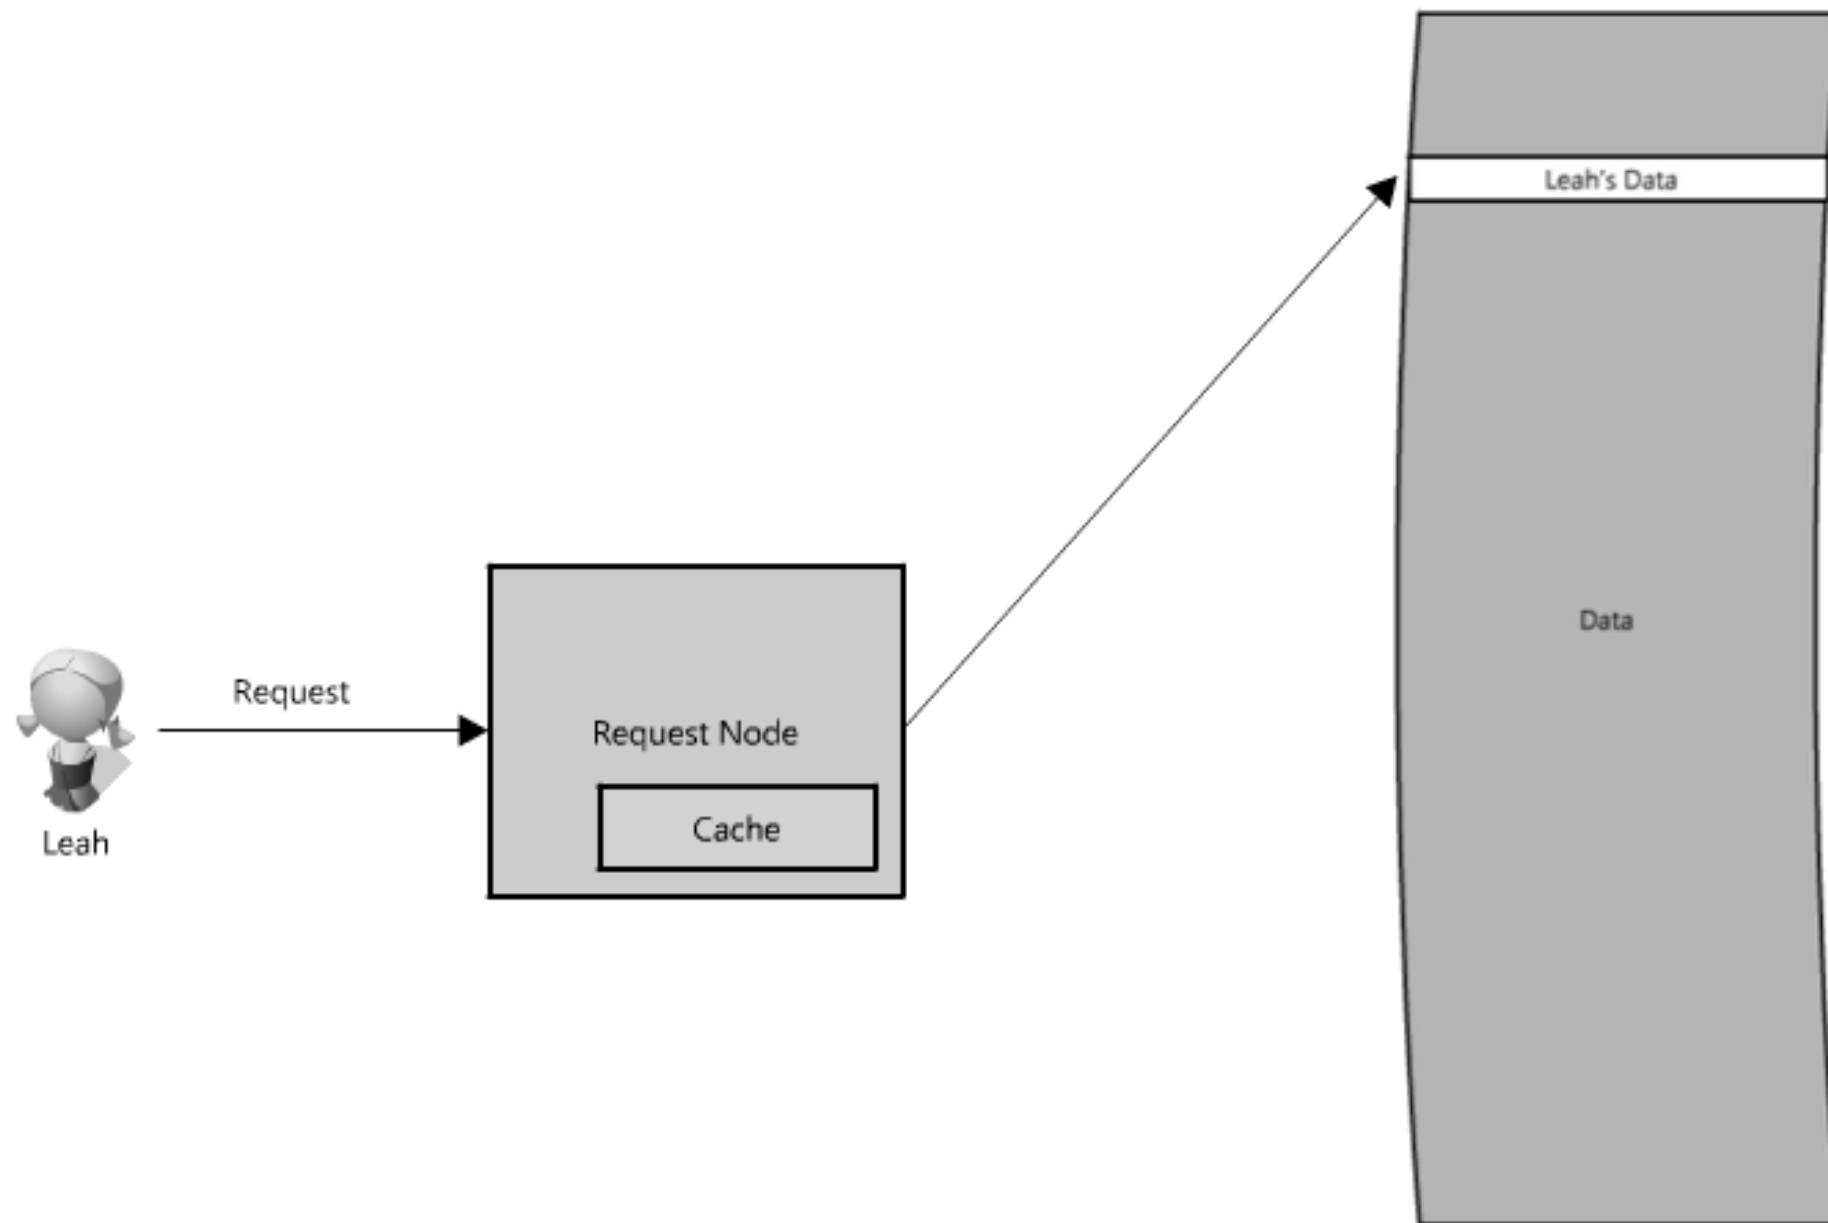 Leah's Data
Data
Request
Request Node
Cache
Leah